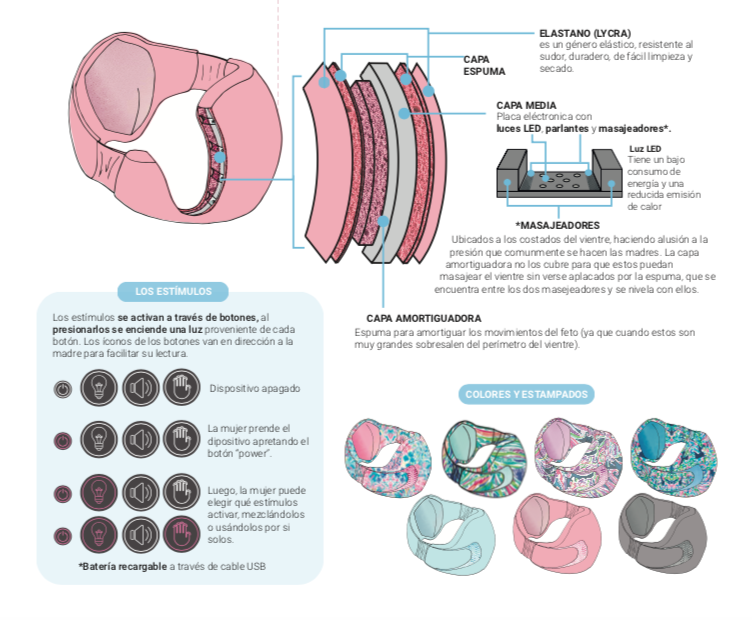 ELASTANO (LYCRA)
es un género elástico, resistente al
sudor, duradero, de fácil limpieza y
secado.
CAPA
ESPUMA
CAPA MEDIA
Placa eléctronica con
luces LED, parlantes y masajeadores*.
Luz LED
Tiene un bajo
consumo de
energía y una
reducida emisión
de calor
*MASAJEADORES
Ubicados a los costados del vientre, haciendo alusión a la
presión que comunmente se hacen las madres. La capa
amortiguadora no los cubre para que estos puedan
masajear el vientre sin verse aplacados por la espuma, que se
encuentra entre los dos masejeadores y se nivela con ellos.
CAPA AMORTIGUADORA
Espuma para amortiguar los movimientos del feto (ya que cuando estos son
muy grandes sobresalen del perímetro del vientre).
LOS ESTÍMULOS
Los estímulos se activan a través de botones, al
presionarlos se enciende una luz proveniente de cada
botón. Los íconos de los botones van en dirección a la
madre para facilitar su lectura.
Dispositivo apagado
La mujer prende el
dipositivo apretando el
botón "power".
Luego, la mujer puede
elegir qué estímulos
activar, mezclándolos
o usándolos por si
solos.
*Batería recargable a través de cable USB
COLORES Y ESTAMPADOS